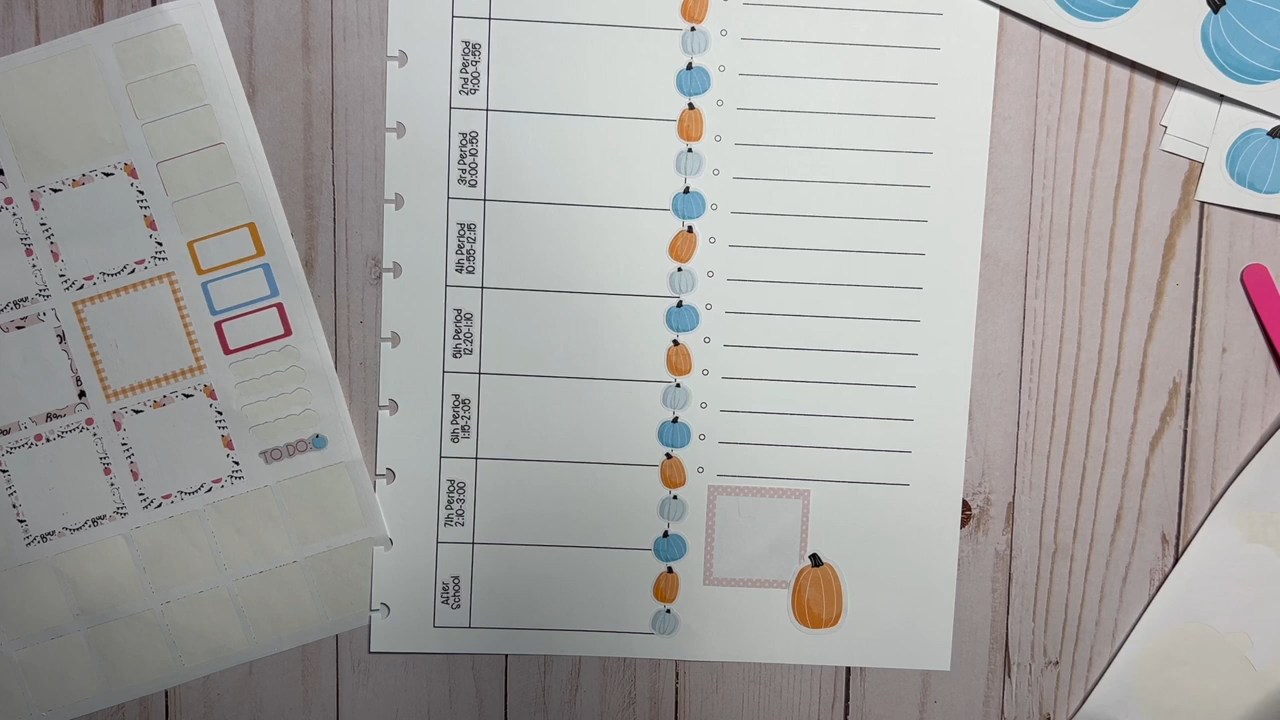 2nd Period
9:00-9:55
3rd Period
10:00-10:50
4th Period
10:55-12:15
5th Period
12:20-1:10
6th Period
1:15-2:05
7th Period
2:10-3:00
After
School
TO DO:
Boo!